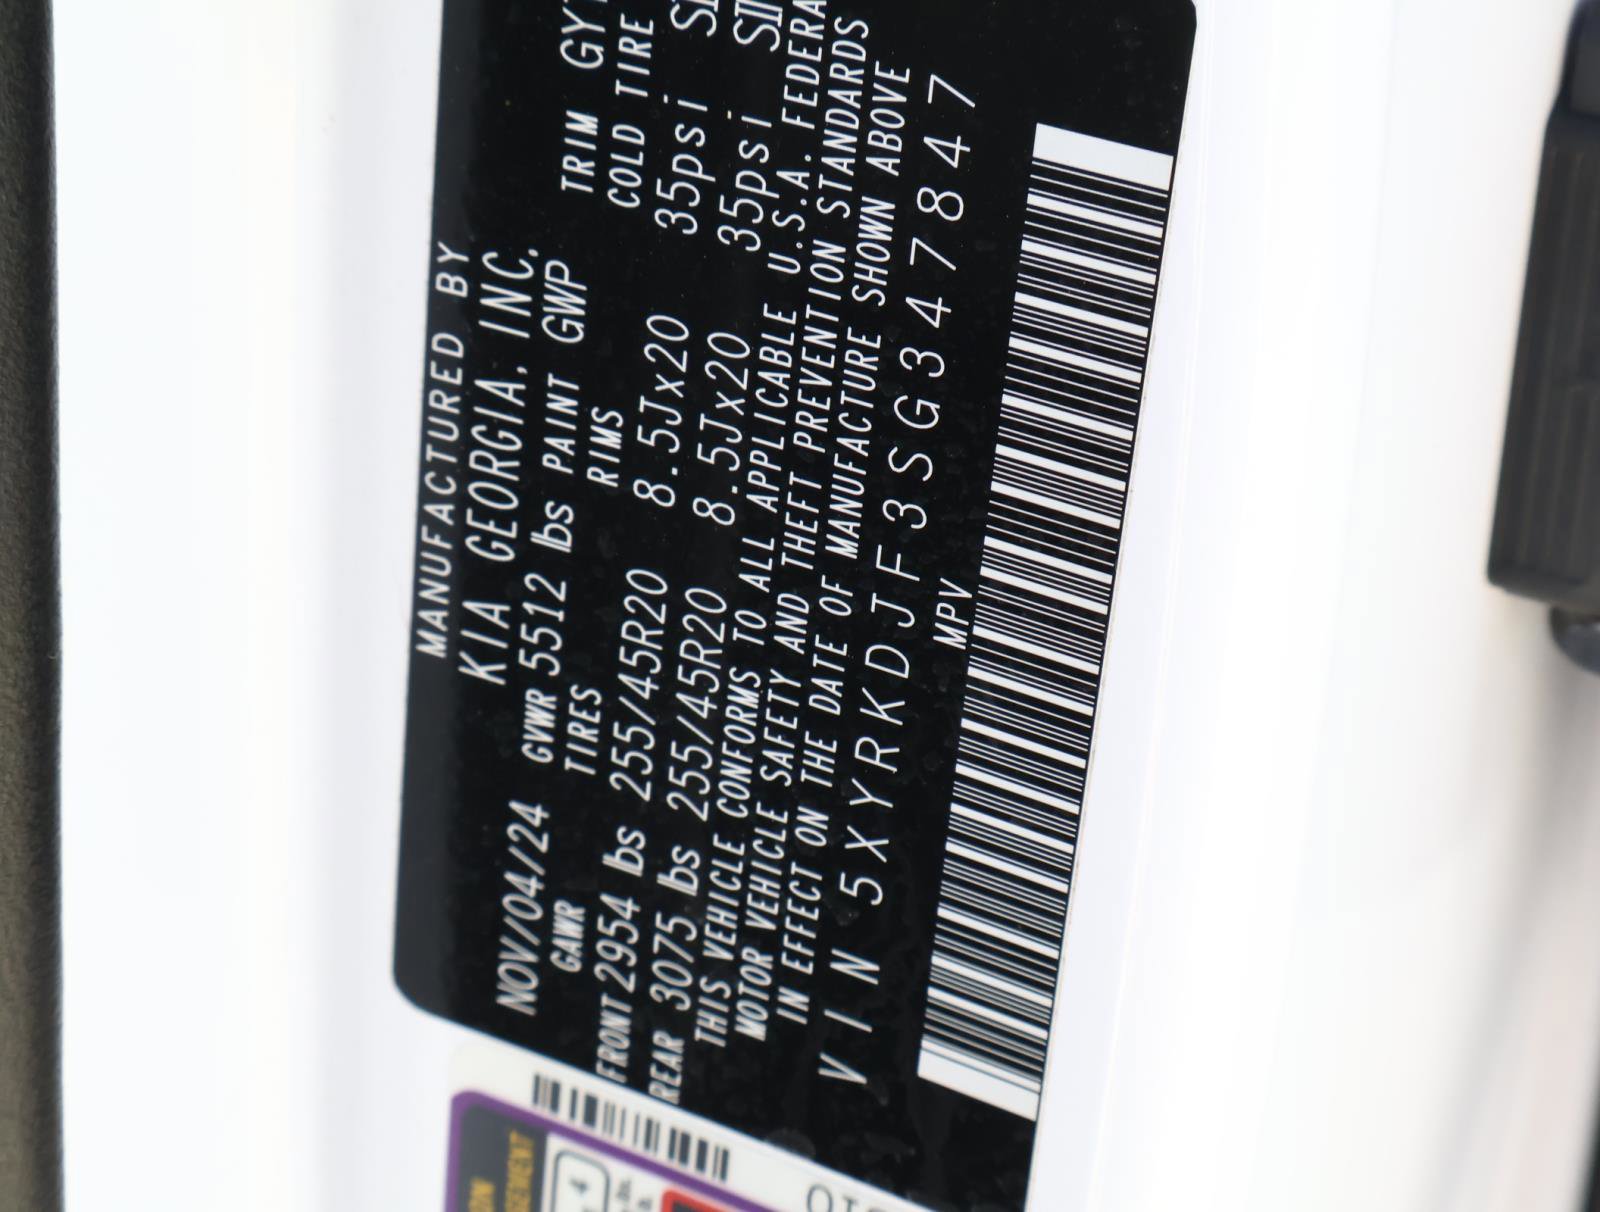 MANUFACTURED BY
KIA GEORGIA, INC.
NOV/04/24 GVWR 5512 lbs PAINT GWP TRIM GYT
GAWR TIRES RIMS COLD TIRE
FRONT 2954 lbs 255/45R20 8.5Jx20 35psi
REAR 3075 lbs 255/45R20 8.5Jx20 35psi
THIS VEHICLE CONFORMS TO ALL APPLICABLE U.S.A. FEDERA
MOTOR VEHICLE SAFETY AND THEFT PREVENTION STANDARDS
IN EFFECT ON THE DATE OF MANUFACTURE SHOWN ABOVE
VIN 5XYRKDJF3SG347847
MPV